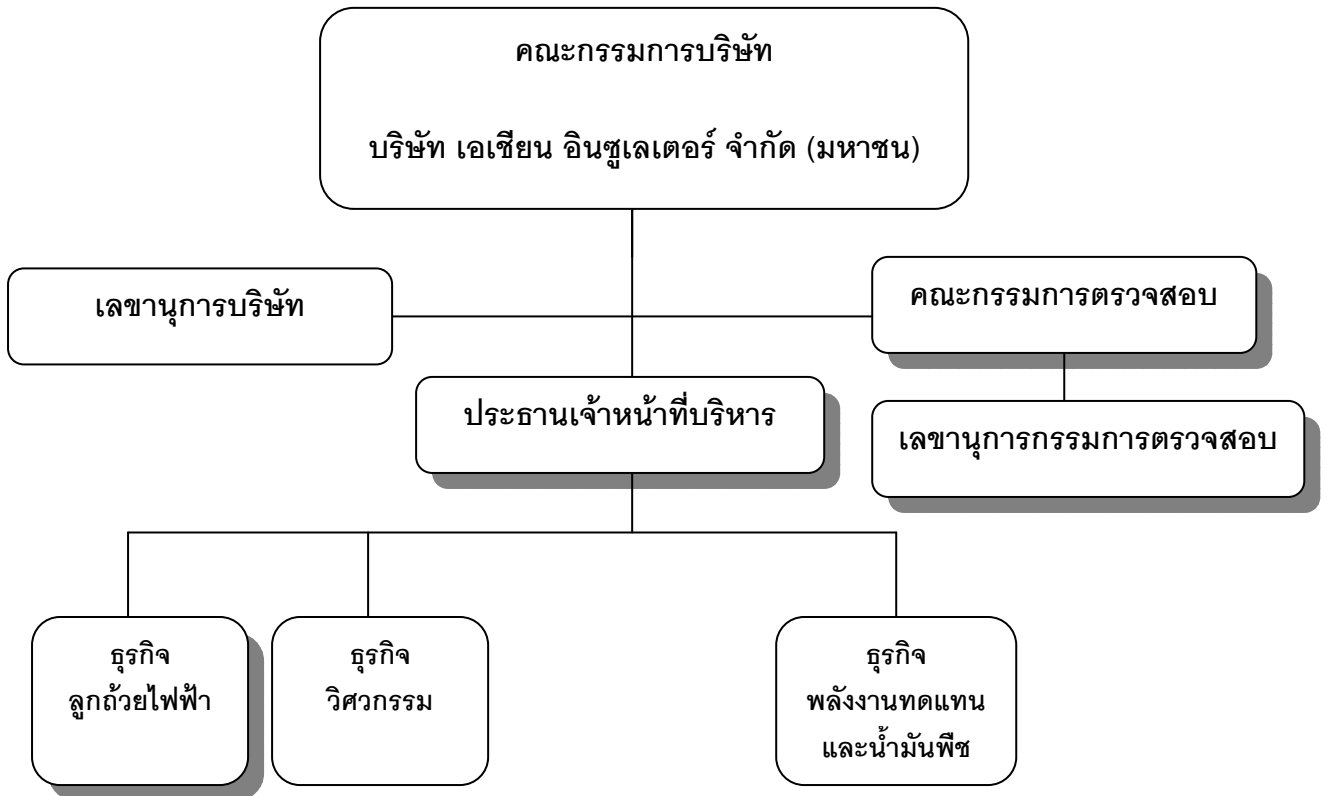 คณะกรรมการบริษัท
บริษัท เอเชียน อินซูเลเตอร์ จำกัด (มหาชน)
เลขานุการบริษัท
คณะกรรมการตรวจสอบ
ประธานเจ้าหน้าที่บริหาร
เลขานุการกรรมการตรวจสอบ
ธุรกิจ
ลูกถ้วยไฟฟ้า
ธุรกิจ
วิศวกรรม
ธุรกิจ
พลังงานทดแทน
และน้ำมันพืช